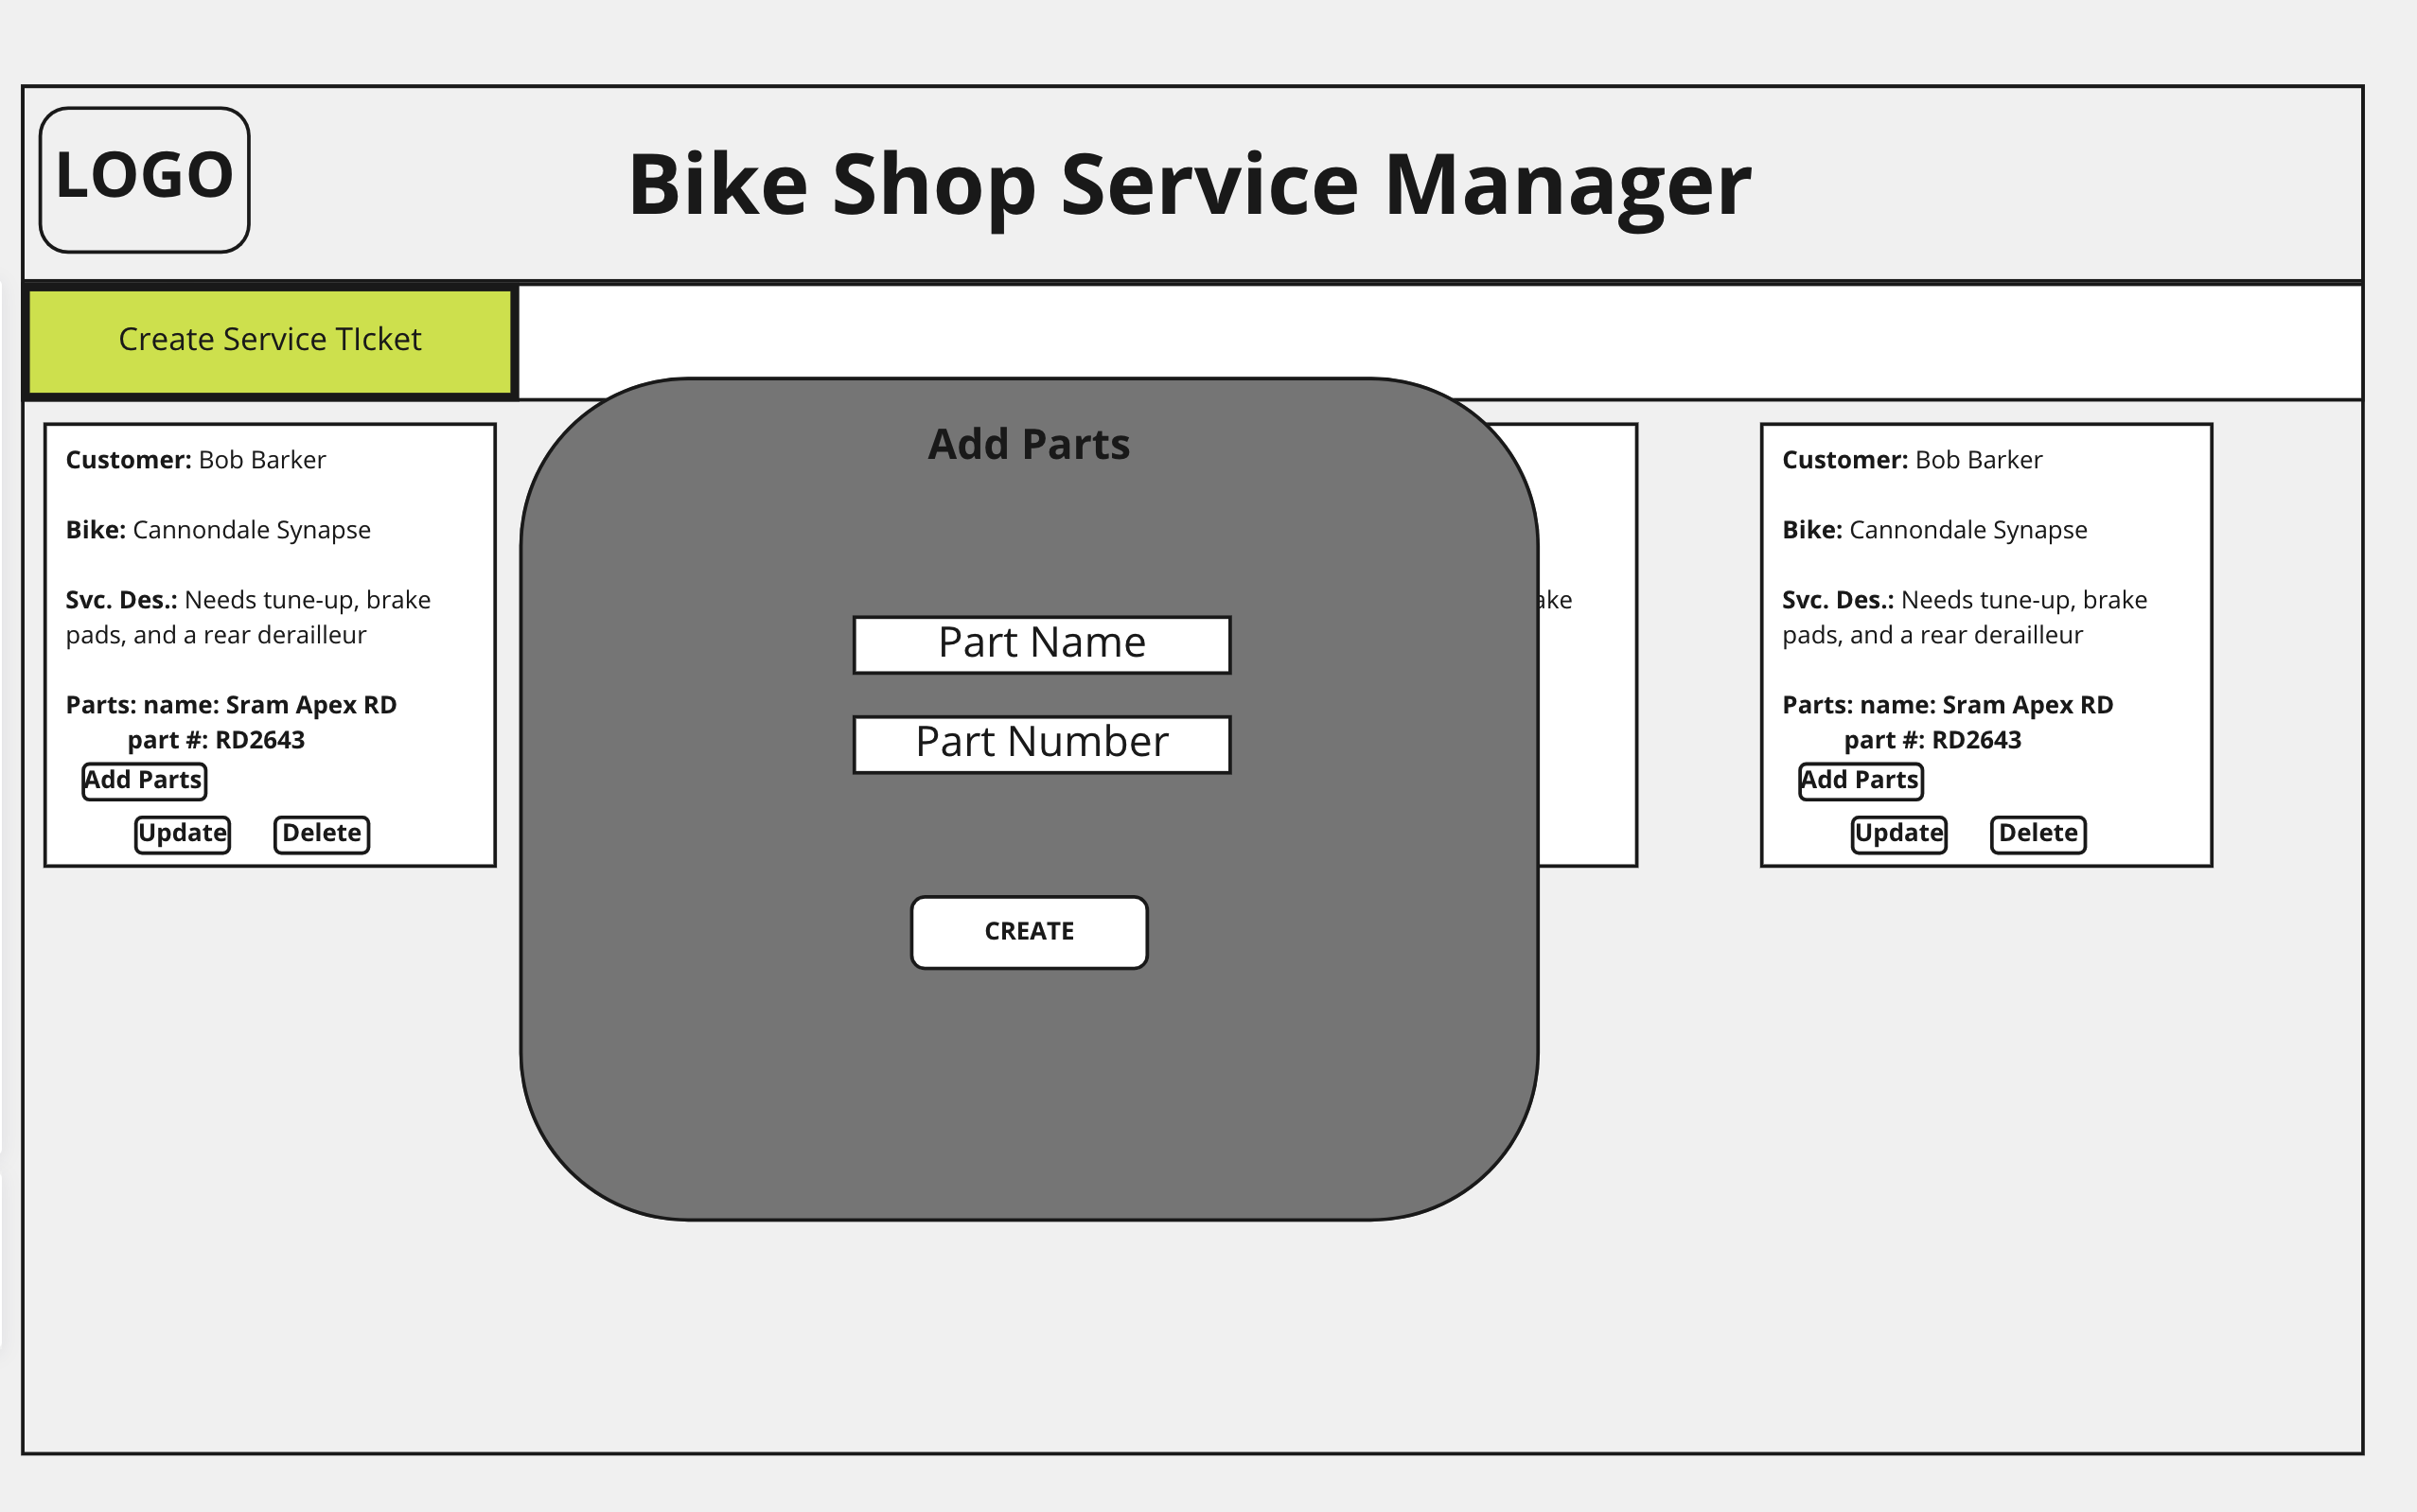 LOGO
Bike Shop Service Manager
Create Service TIcket
Customer: Bob Barker
Bike: Cannondale Synapse
Svc. Des.: Needs tune-up, brake
pads, and a rear derailleur
Parts: name: Sram Apex RD
part #: RD2643
Add Parts
Update Delete
Add Parts
Part Name
Part Number
CREATE
Customer: Bob Barker
Bike: Cannondale Synapse
Svc. Des.: Needs tune-up, brake
pads, and a rear derailleur
Parts: name: Sram Apex RD
part #: RD2643
Add Parts
Update Delete